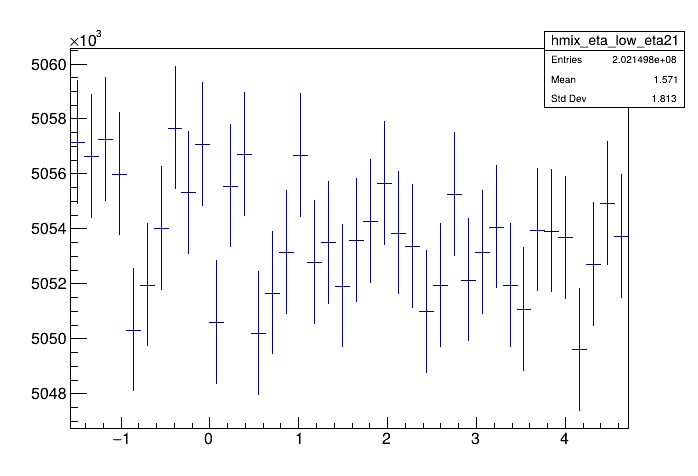 ×10³
hmix_eta_low_eta21
Entries 2.021498e+08
Mean 1.571
Std Dev 1.813
5060
5058
5056
5054
5052
5050
5048
−1 0 1 2 3 4